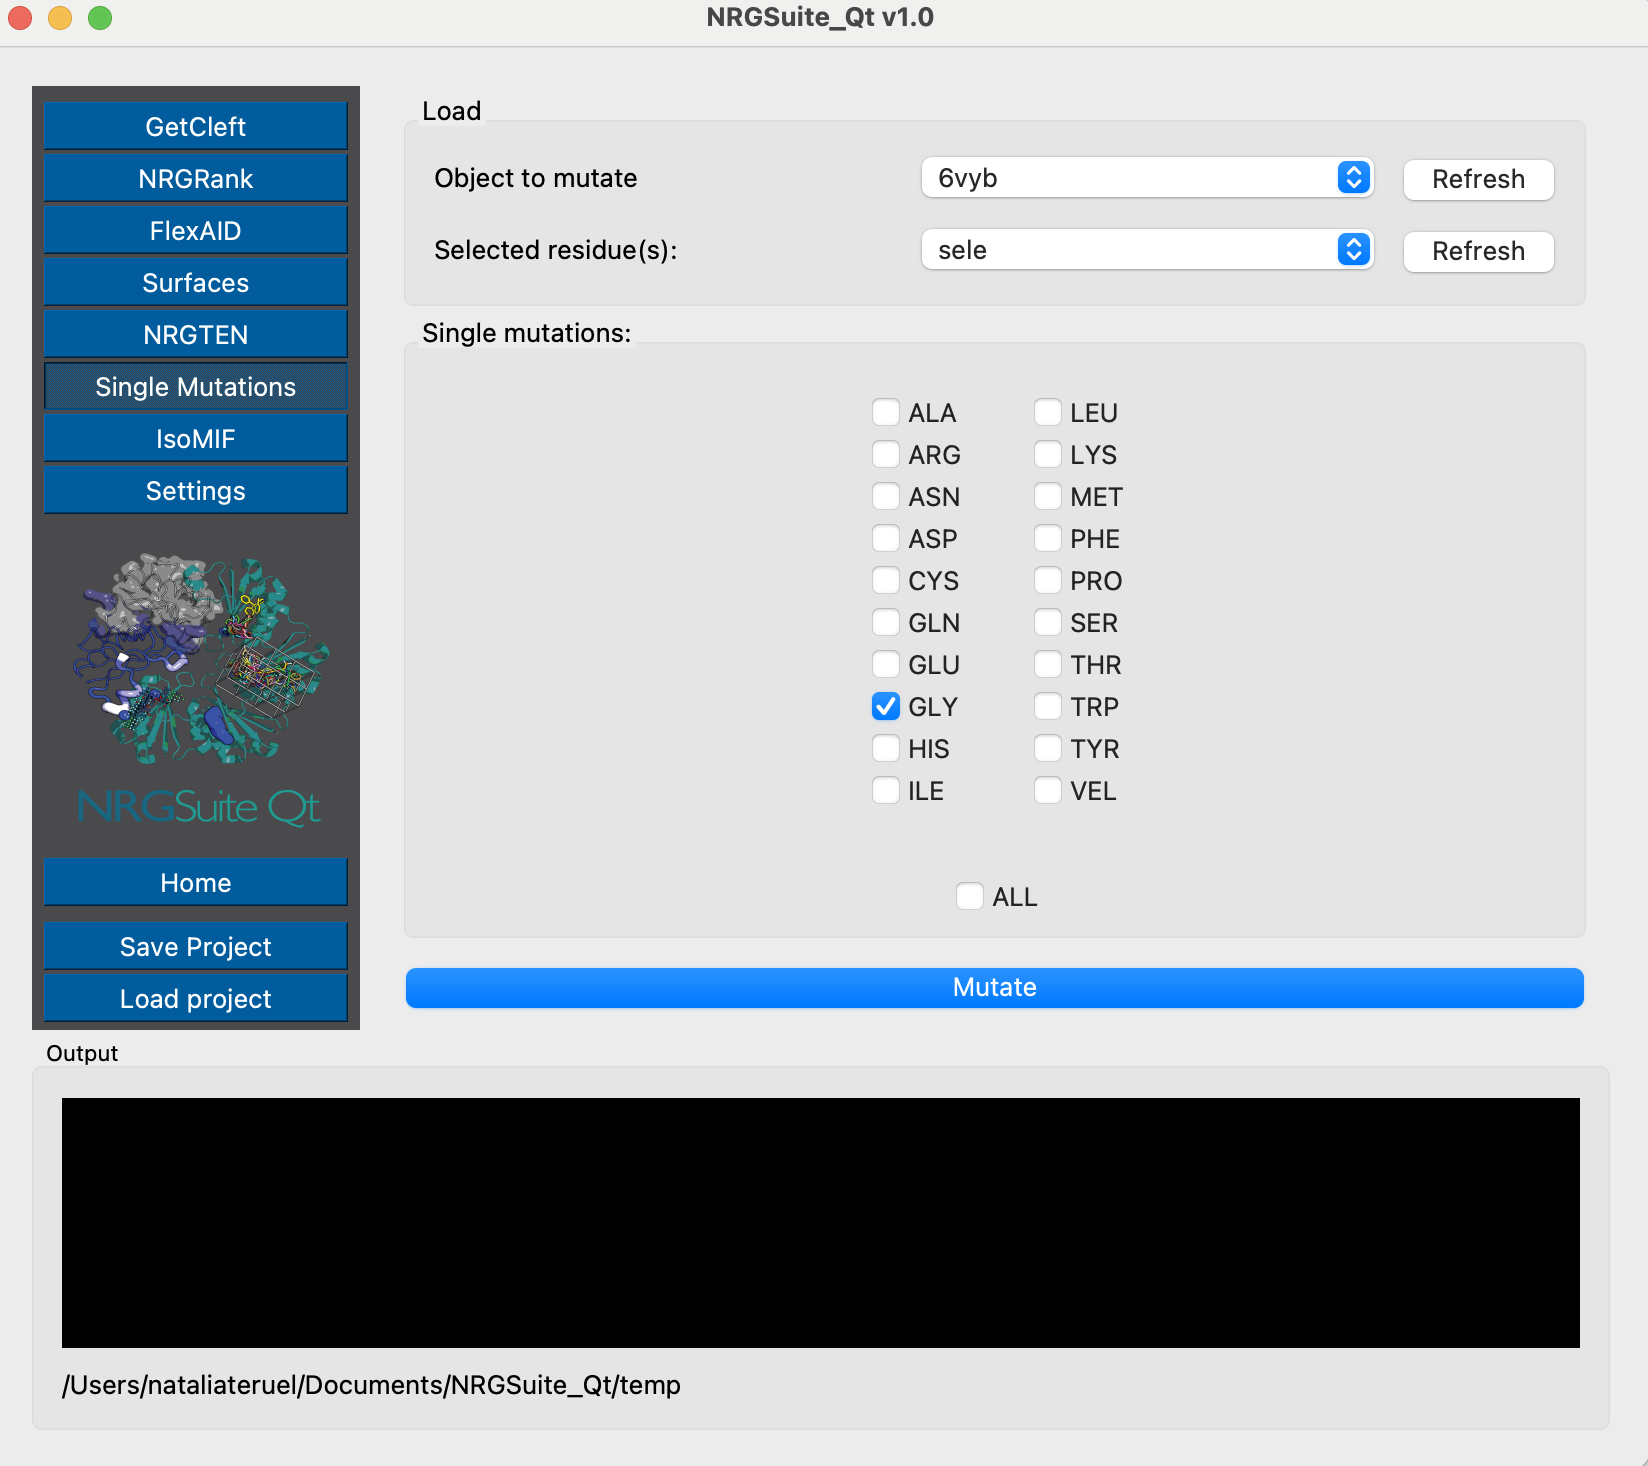 NRGSuite_Qt v1.0
GetCleft
NRGRank
FlexAID
Surfaces
NRGTEN
Single Mutations
IsoMIF
Settings
NRGSuite Qt
Home
Save Project
Load project
Load
Object to mutate 6vyb Refresh
Selected residue(s): sele Refresh
Single mutations:
ALA LEU
ARG LYS
ASN MET
ASP PHE
CYS PRO
GLN SER
GLU THR
GLY TRP
HIS TYR
ILE VEL
ALL
Mutate
Output
/Users/nataliateruel/Documents/NRGSuite_Qt/temp